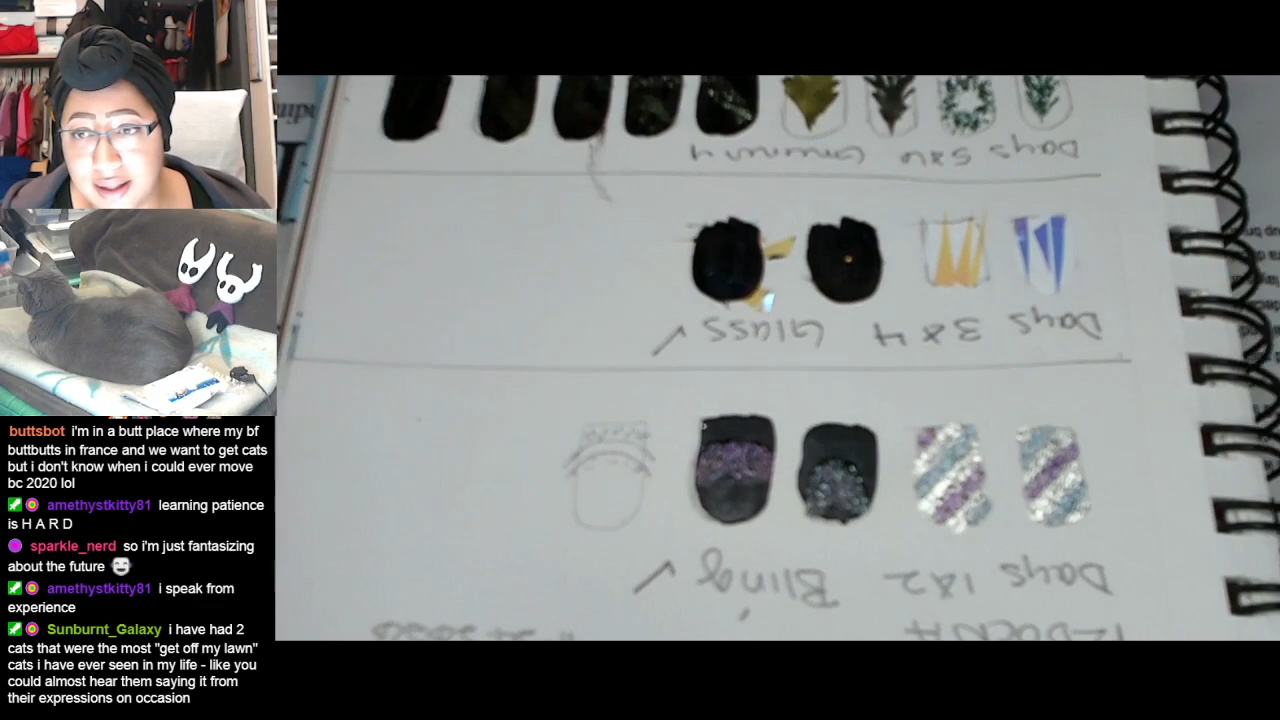 buttsbot i'm in a butt place where my bf
buttbutts in france and we want to get cats
but i don't know when i could ever move
bc 2020 lol
amethystkitty81 learning patience
is H A R D
sparkle_nerd so i'm just fantasizing
about the future
amethystkitty81 i speak from
experience
Sunburnt_Galaxy i have had 2
cats that were the most "get off my lawn"
cats i have ever seen in my life - like you
could almost hear them saying it from
their expressions on occasion
Days 1&2 Bling
Days 3&4 Glass
Days 5&6